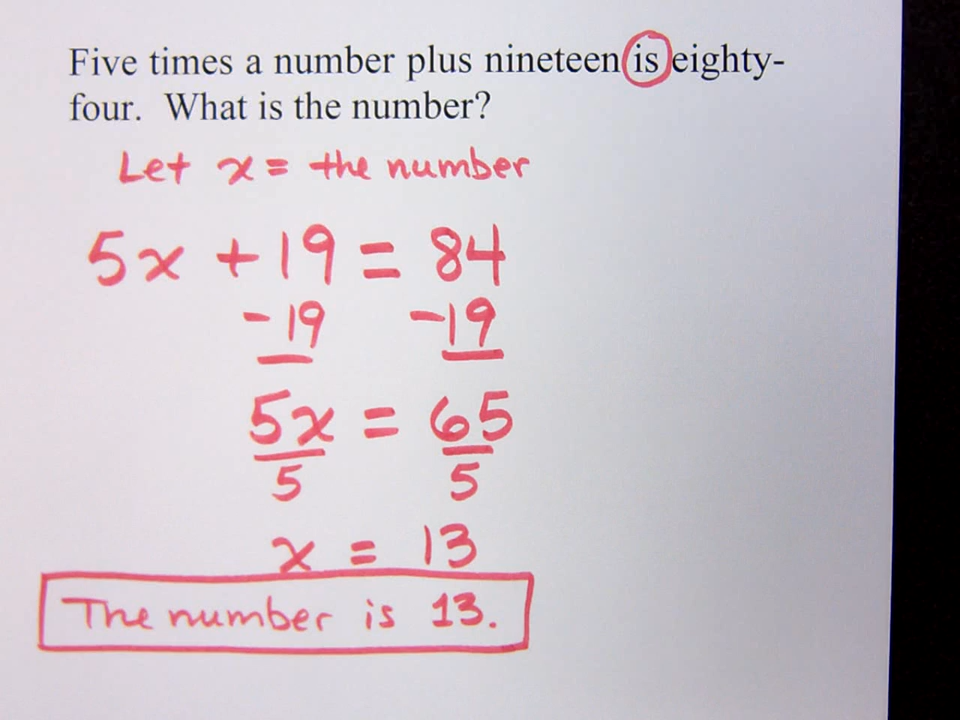 Five times a number plus nineteen is eighty-
four. What is the number?
Let x = the number
5x + 19 = 84
- 19 - 19
5x = 65
5 5
x = 13
The number is 13.